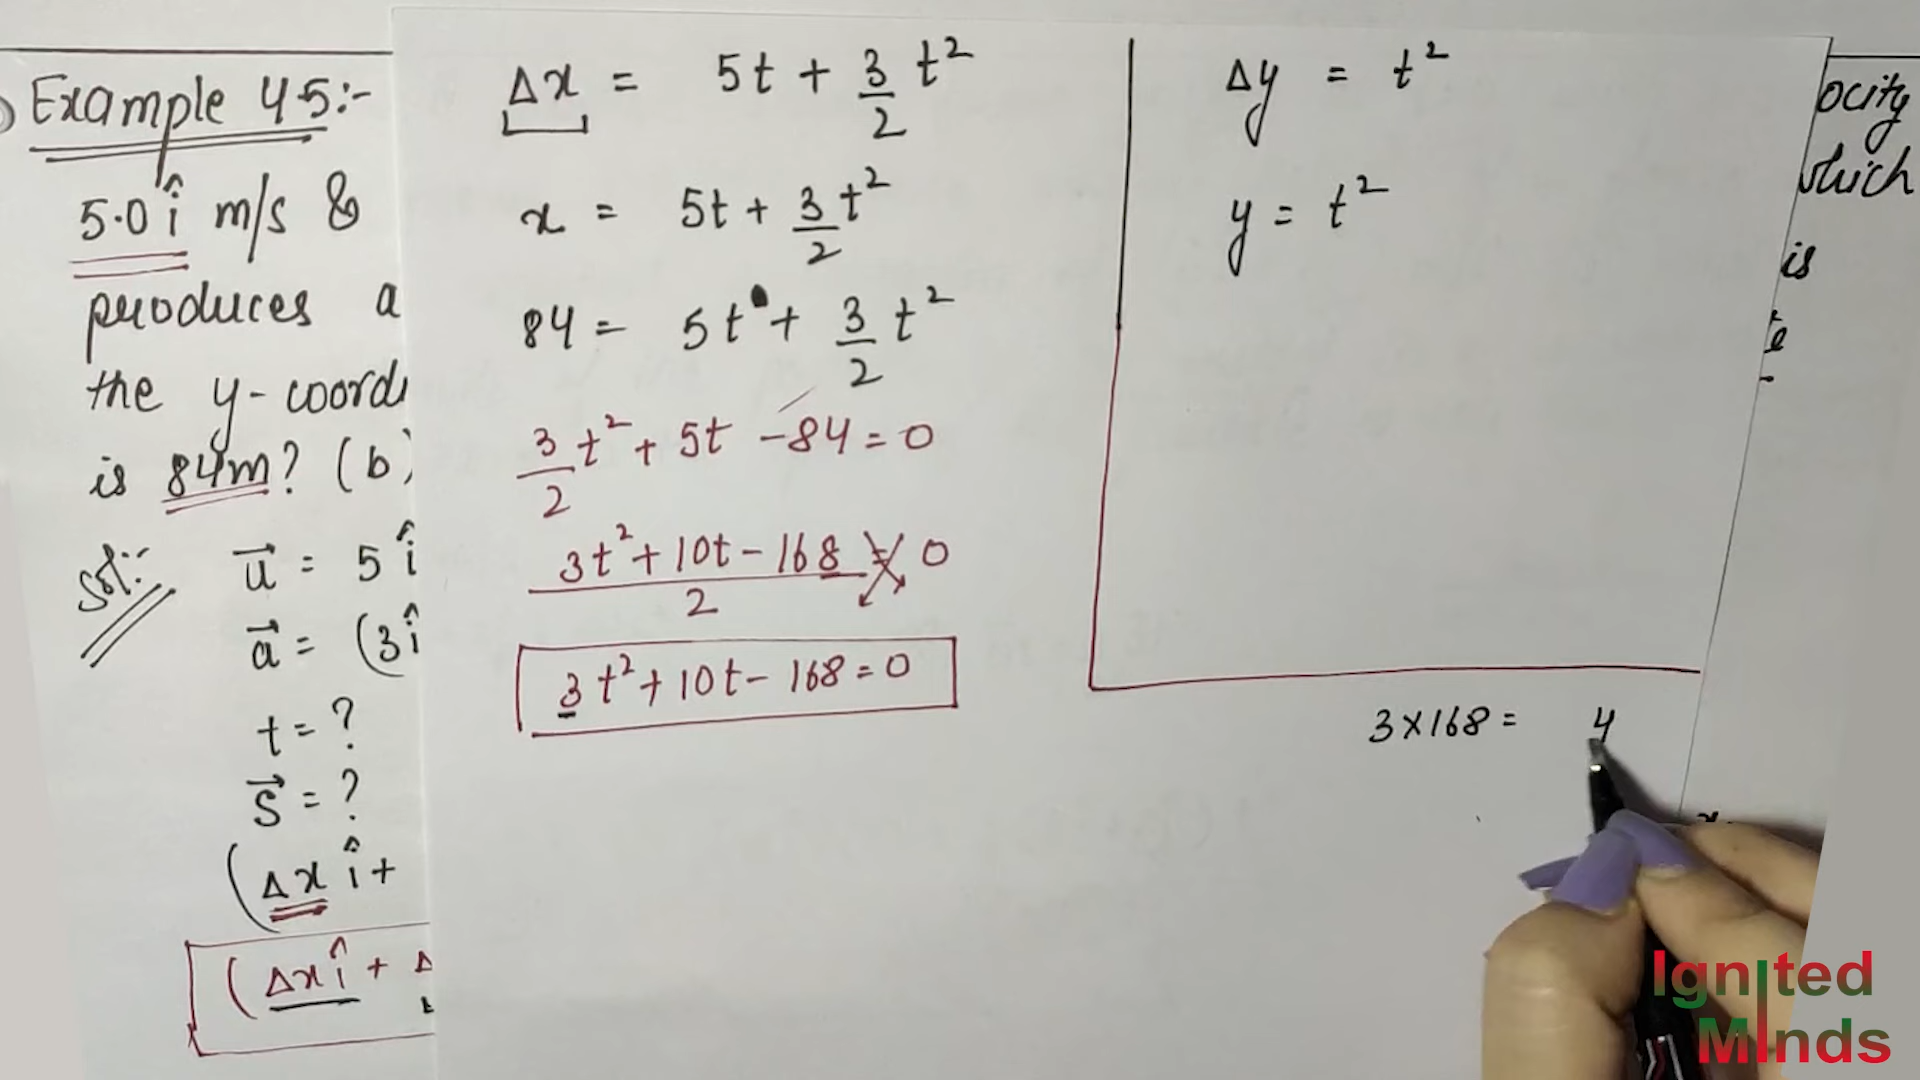 Example 4.5:-
5.0 î m/s &
produces a
the y-coord
is 84m? (b)
Sol:-
u⃗ = 5 î
a⃗ = (3 î
t = ?
S⃗ = ?
(Δx î +
(Δx î + Δ
Δx = 5t + 3/2 t²
x = 5t + 3/2 t²
84 = 5t + 3/2 t²
3/2 t² + 5t - 84 = 0
3t² + 10t - 168 = 0
2
3t² + 10t - 168 = 0
Δy = t²
y = t²
3 × 168 = 4
ocity
which
is
Ignited
Minds